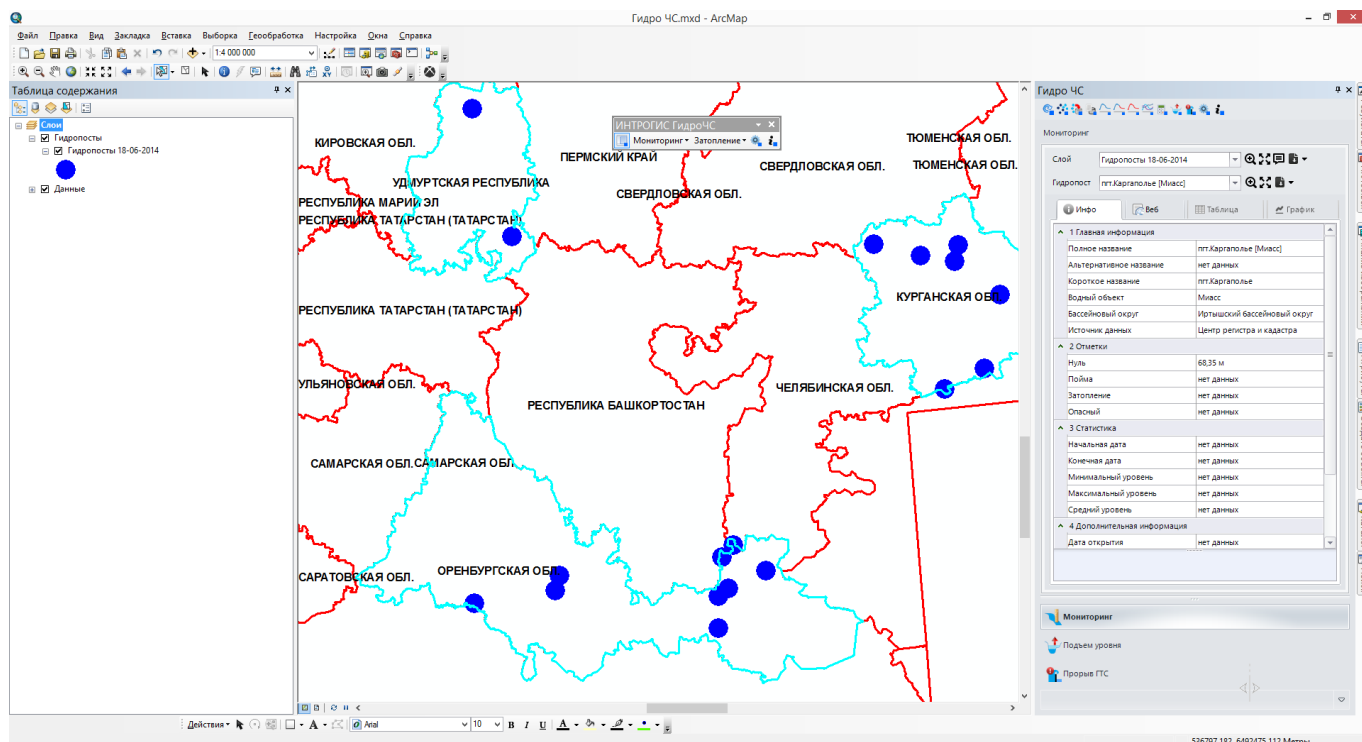 Гидро ЧС.mxd - ArcMap
Файл Правка Вид Закладка Вставка Выборка Геообработка Настройка Окна Справка
1:4 000 000
Таблица содержания
Слои
Гидропосты
Гидропосты 18-06-2014
Данные
КИРОВСКАЯ ОБЛ.
УДМУРТСКАЯ РЕСПУБЛИКА
РЕСПУБЛИКА МАРИЙ ЭЛ
РЕСПУБЛИКА ТАТАРСТАН (ТАТАРСТАН)
ИНТРОГИС ГидроЧС
Мониторинг Затопление
ПЕРМСКИЙ КРАЙ
СВЕРДЛОВСКАЯ ОБЛ.
СВЕРДЛОВСКАЯ ОБЛ.
ТЮМЕНСКАЯ ОБЛ.
ТЮМЕНСКАЯ ОБЛ.
РЕСПУБЛИКА ТАТАРСТАН (ТАТАРСТАН)
КУРГАНСКАЯ ОБЛ.
УЛЬЯНОВСКАЯ ОБЛ.
ЧЕЛЯБИНСКАЯ ОБЛ.
РЕСПУБЛИКА БАШКОРТОСТАН
САМАРСКАЯ ОБЛ. САМАРСКАЯ ОБЛ.
САРАТОВСКАЯ ОБЛ.
ОРЕНБУРГСКАЯ ОБЛ.
Гидро ЧС
Мониторинг
Слой Гидропосты 18-06-2014
Гидропост пгт.Каргаполье [Миасс]
Инфо Веб Таблица График
1 Главная информация
Полное название пгт.Каргаполье [Миасс]
Альтернативное название нет данных
Короткое название пгт.Каргаполье
Водный объект Миасс
Бассейновый округ Иртышский бассейновый округ
Источник данных Центр регистра и кадастра
2 Отметки
Нуль 68,35 м
Пойма нет данных
Затопление нет данных
Опасный нет данных
3 Статистика
Начальная дата нет данных
Конечная дата нет данных
Минимальный уровень нет данных
Максимальный уровень нет данных
Средний уровень нет данных
4 Дополнительная информация
Дата открытия нет данных
Мониторинг
Подъем уровня
Прорыв ГТС
Действия Arial 10 B I U A
536797,182 6492475,112 Метры